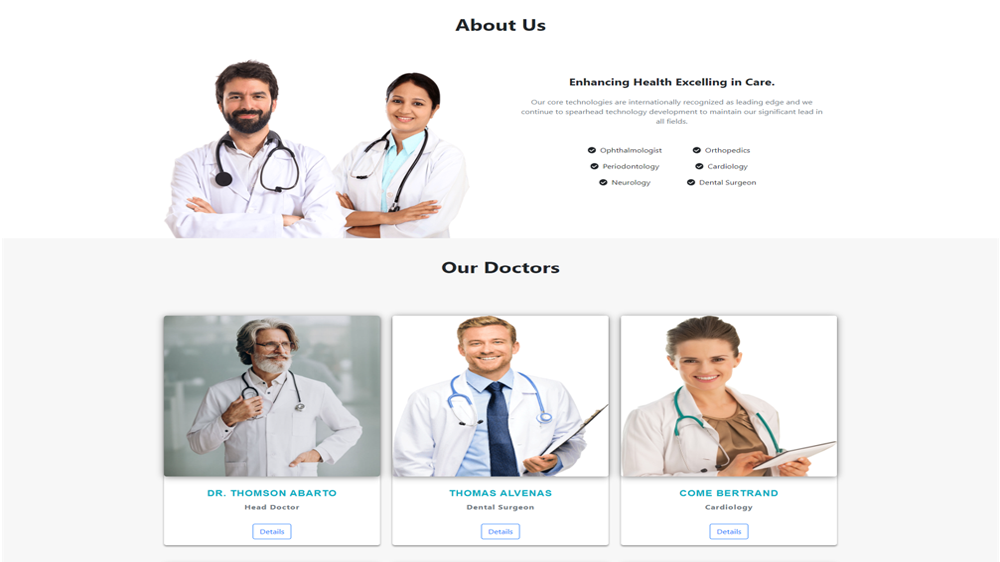 About Us
Enhancing Health Excelling in Care.
Our core technologies are internationally recognized as leading edge and we
continue to spearhead technology development to maintain our significant lead in
all fields.
Ophthalmologist
Orthopedics
Periodontology
Cardiology
Neurology
Dental Surgeon
Our Doctors
DR. THOMSON ABARTO
Head Doctor
Details
THOMAS ALVENAS
Dental Surgeon
Details
COME BERTRAND
Cardiology
Details